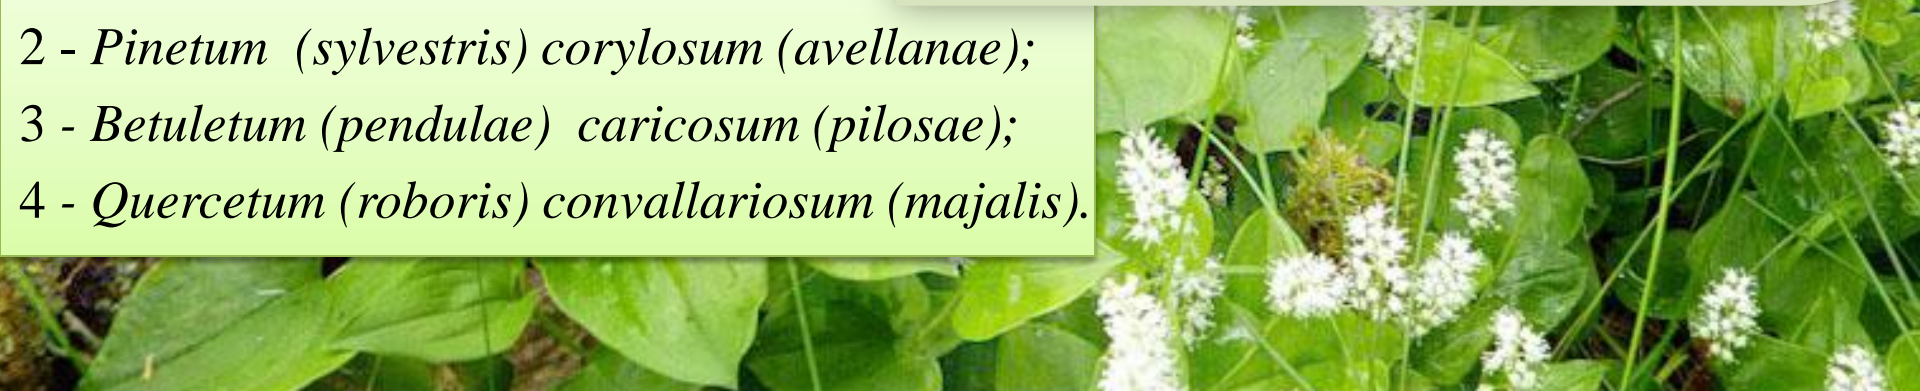 2 - Pinetum (sylvestris) corylosum (avellanae);
3 - Betuletum (pendulae) caricosum (pilosae);
4 - Quercetum (roboris) convallariosum (majalis).